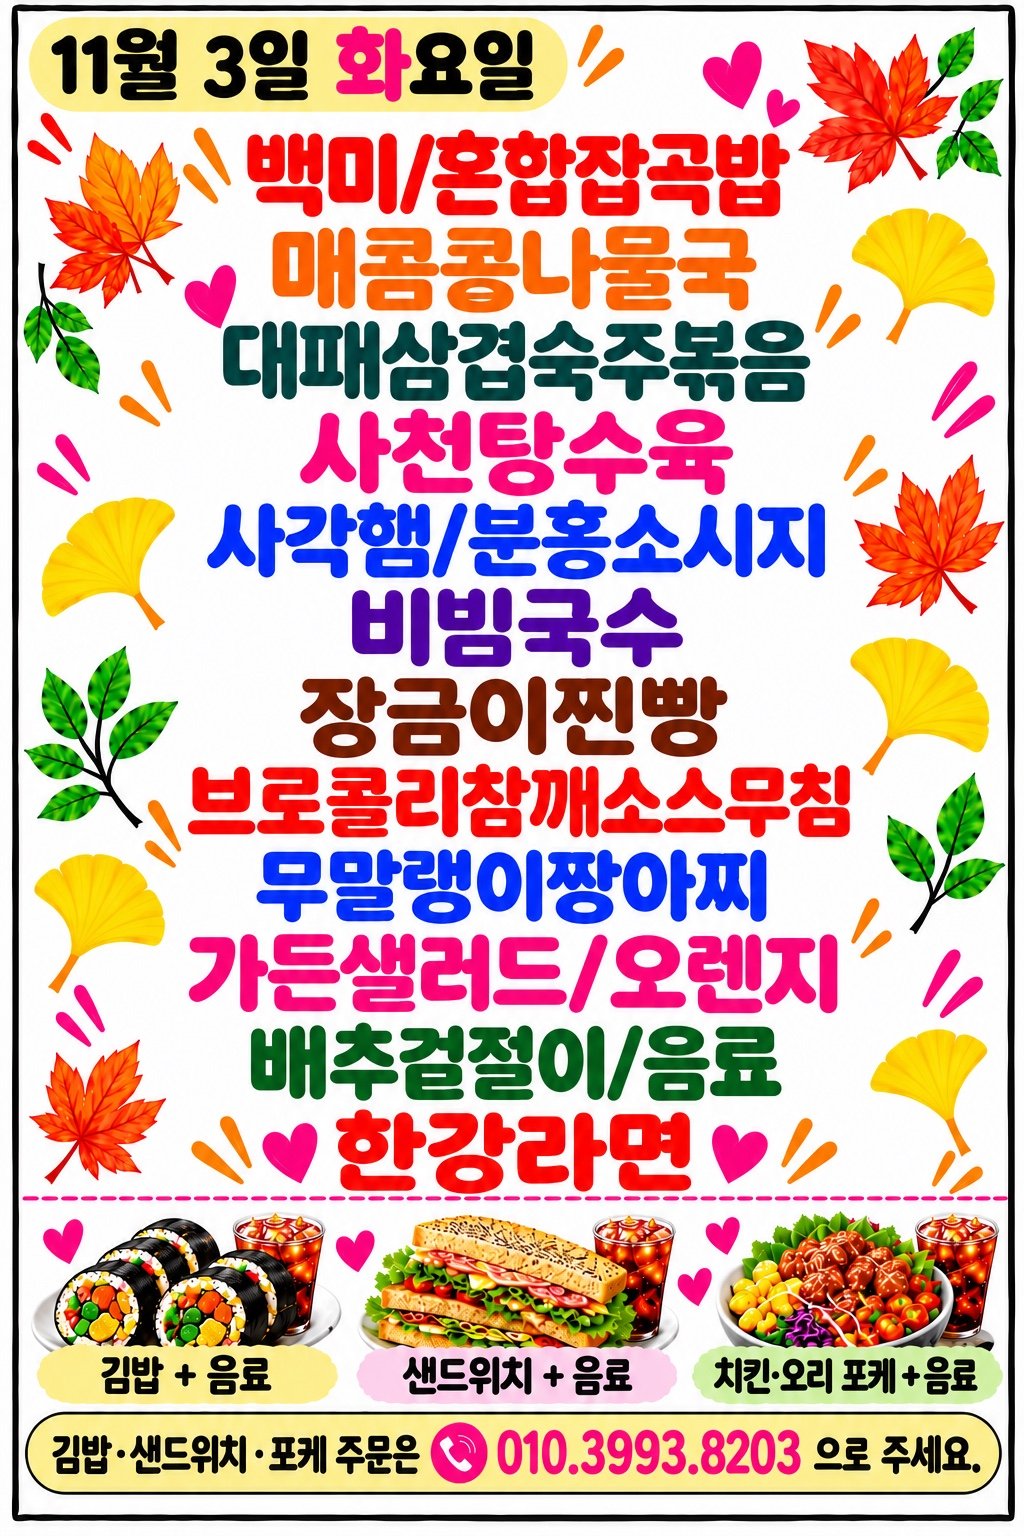 11월 3일 화요일
백미/혼합잡곡밥
매콤콩나물국
대패삼겹숙주볶음
사천탕수육
사각햄/분홍소시지
비빔국수
장금이찐빵
브로콜리참깨소스무침
무말랭이짱아찌
가든샐러드/오렌지
배추겉절이/음료
한강라면
김밥 + 음료
샌드위치 + 음료
치킨·오리 포케 + 음료
김밥·샌드위치·포케 주문은 010.3993.8203 으로 주세요.